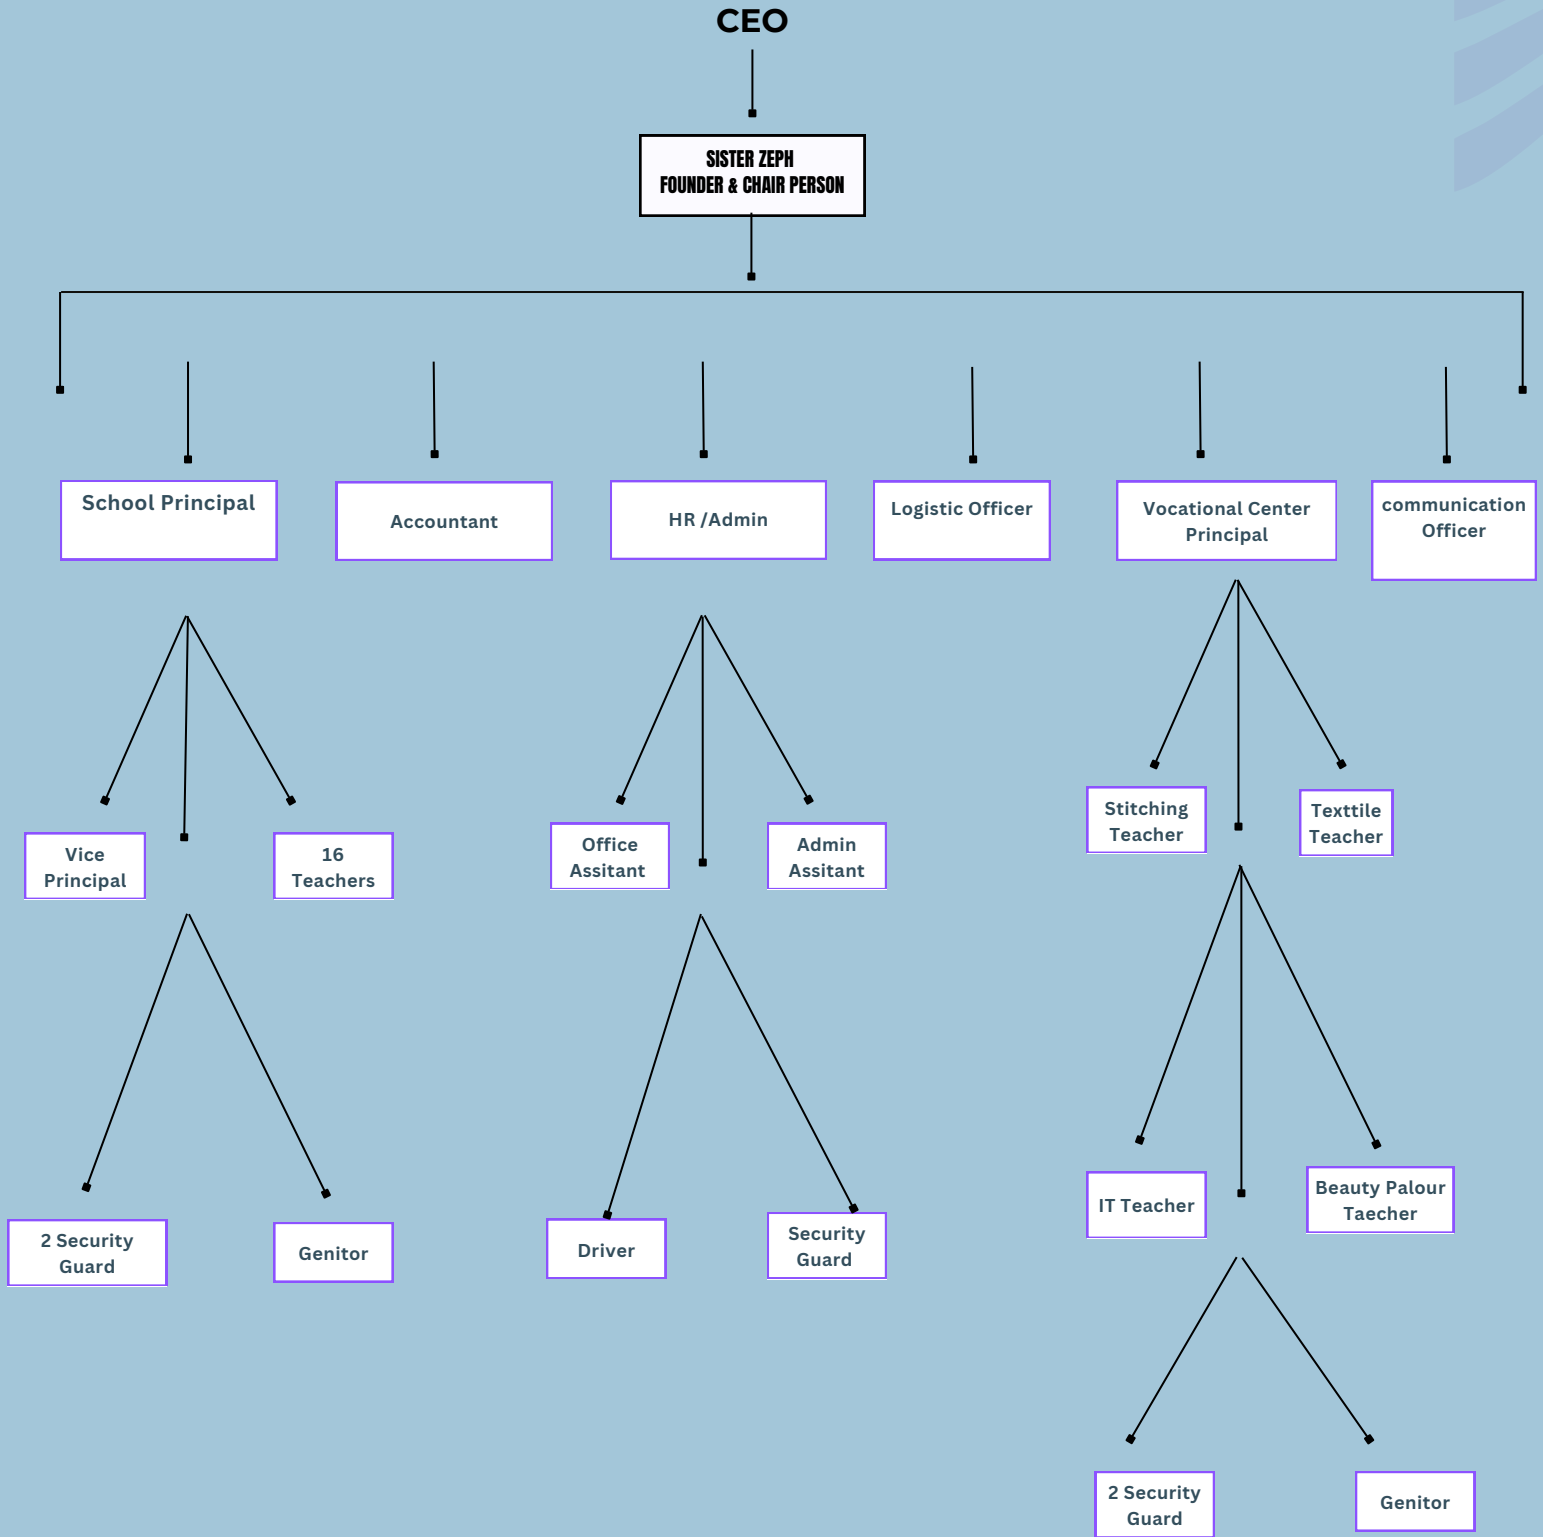 CEO
SISTER ZEPH
FOUNDER & CHAIR PERSON
School Principal
Accountant
HR /Admin
Logistic Officer
Vocational Center
Principal
communication
Officer
Vice
Principal
16
Teachers
Office
Assitant
Admin
Assitant
Stitching
Teacher
Texttile
Teacher
2 Security
Guard
Genitor
Driver
Security
Guard
IT Teacher
Beauty Palour
Taecher
2 Security
Guard
Genitor